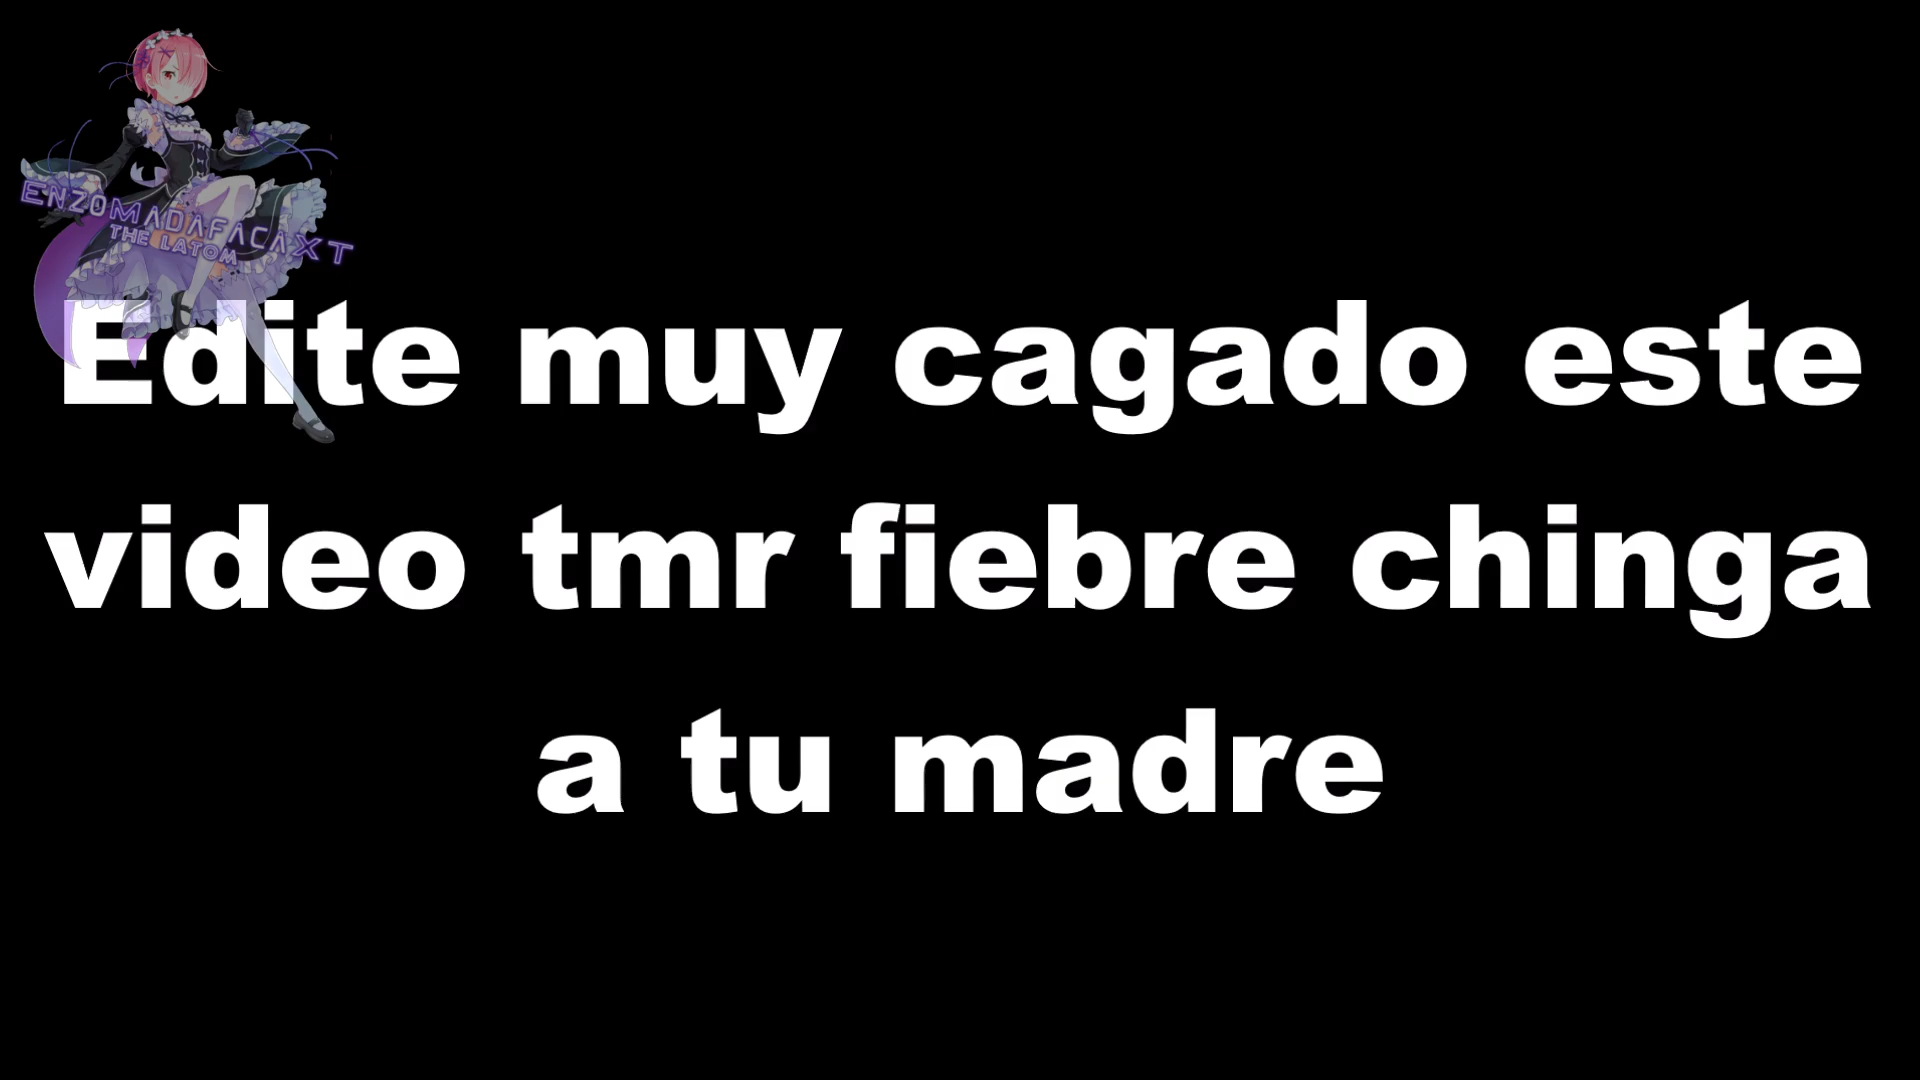 ENZOMADAFACAXT
THE LATOM
Edite muy cagado este
video tmr fiebre chinga
a tu madre